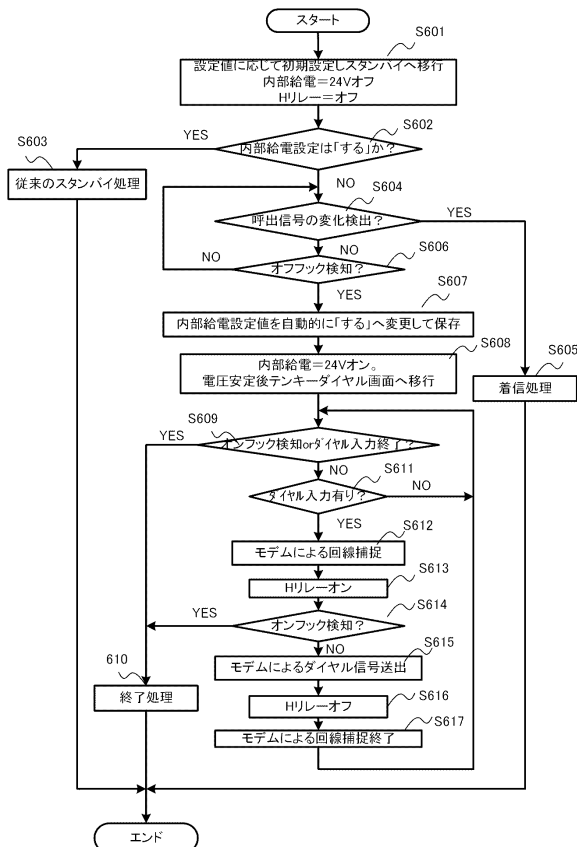 スタート
S601
設定値に応じて初期設定しスタンバイへ移行
内部給電＝24Vオフ
Hリレー＝オフ
YES
S602
内部給電設定は「する」か？
S603
従来のスタンバイ処理
NO
S604
呼出信号の変化検出？
YES
NO
S606
オフフック検知？
NO
YES
S607
内部給電設定値を自動的に「する」へ変更して保存
S608
内部給電＝24Vオン。
電圧安定後テンキーダイヤル画面へ移行
S605
着信処理
S609
YES
オンフック検知orダイヤル入力終了？
NO
S611
ダイヤル入力有り？
NO
YES
S612
モデムによる回線捕捉
S613
Hリレーオン
S614
YES
オンフック検知？
NO
S615
モデムによるダイヤル信号送出
610
終了処理
S616
Hリレーオフ
S617
モデムによる回線捕捉終了
エンド